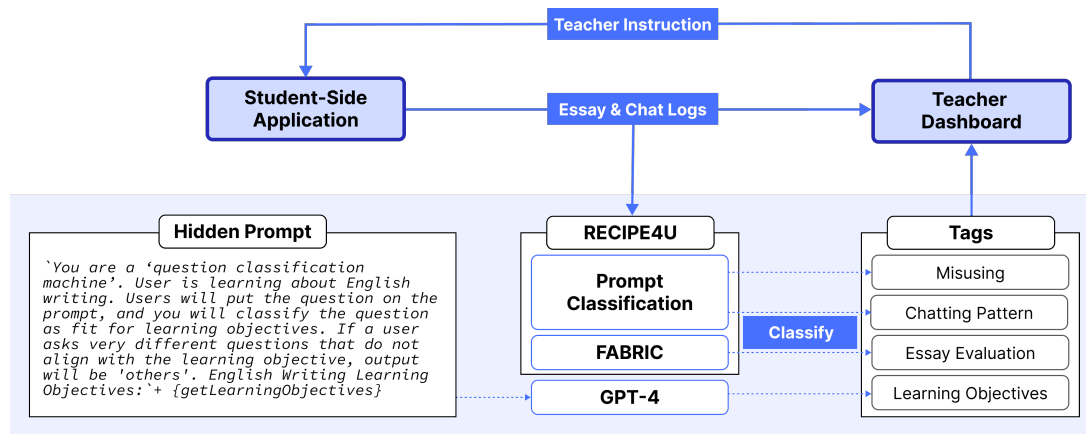 Teacher Instruction
Student-Side
Application
Essay & Chat Logs
Teacher
Dashboard
Hidden Prompt
`You are a ‘question classification
machine’. User is learning about English
writing. Users will put the question on the
prompt, and you will classify the question
as fit for learning objectives. If a user
asks very different questions that do not
align with the learning objective, output
will be 'others'. English Writing Learning
Objectives:`+ {getLearningObjectives}
RECIPE4U
Prompt
Classification
FABRIC
GPT-4
Classify
Tags
Misusing
Chatting Pattern
Essay Evaluation
Learning Objectives